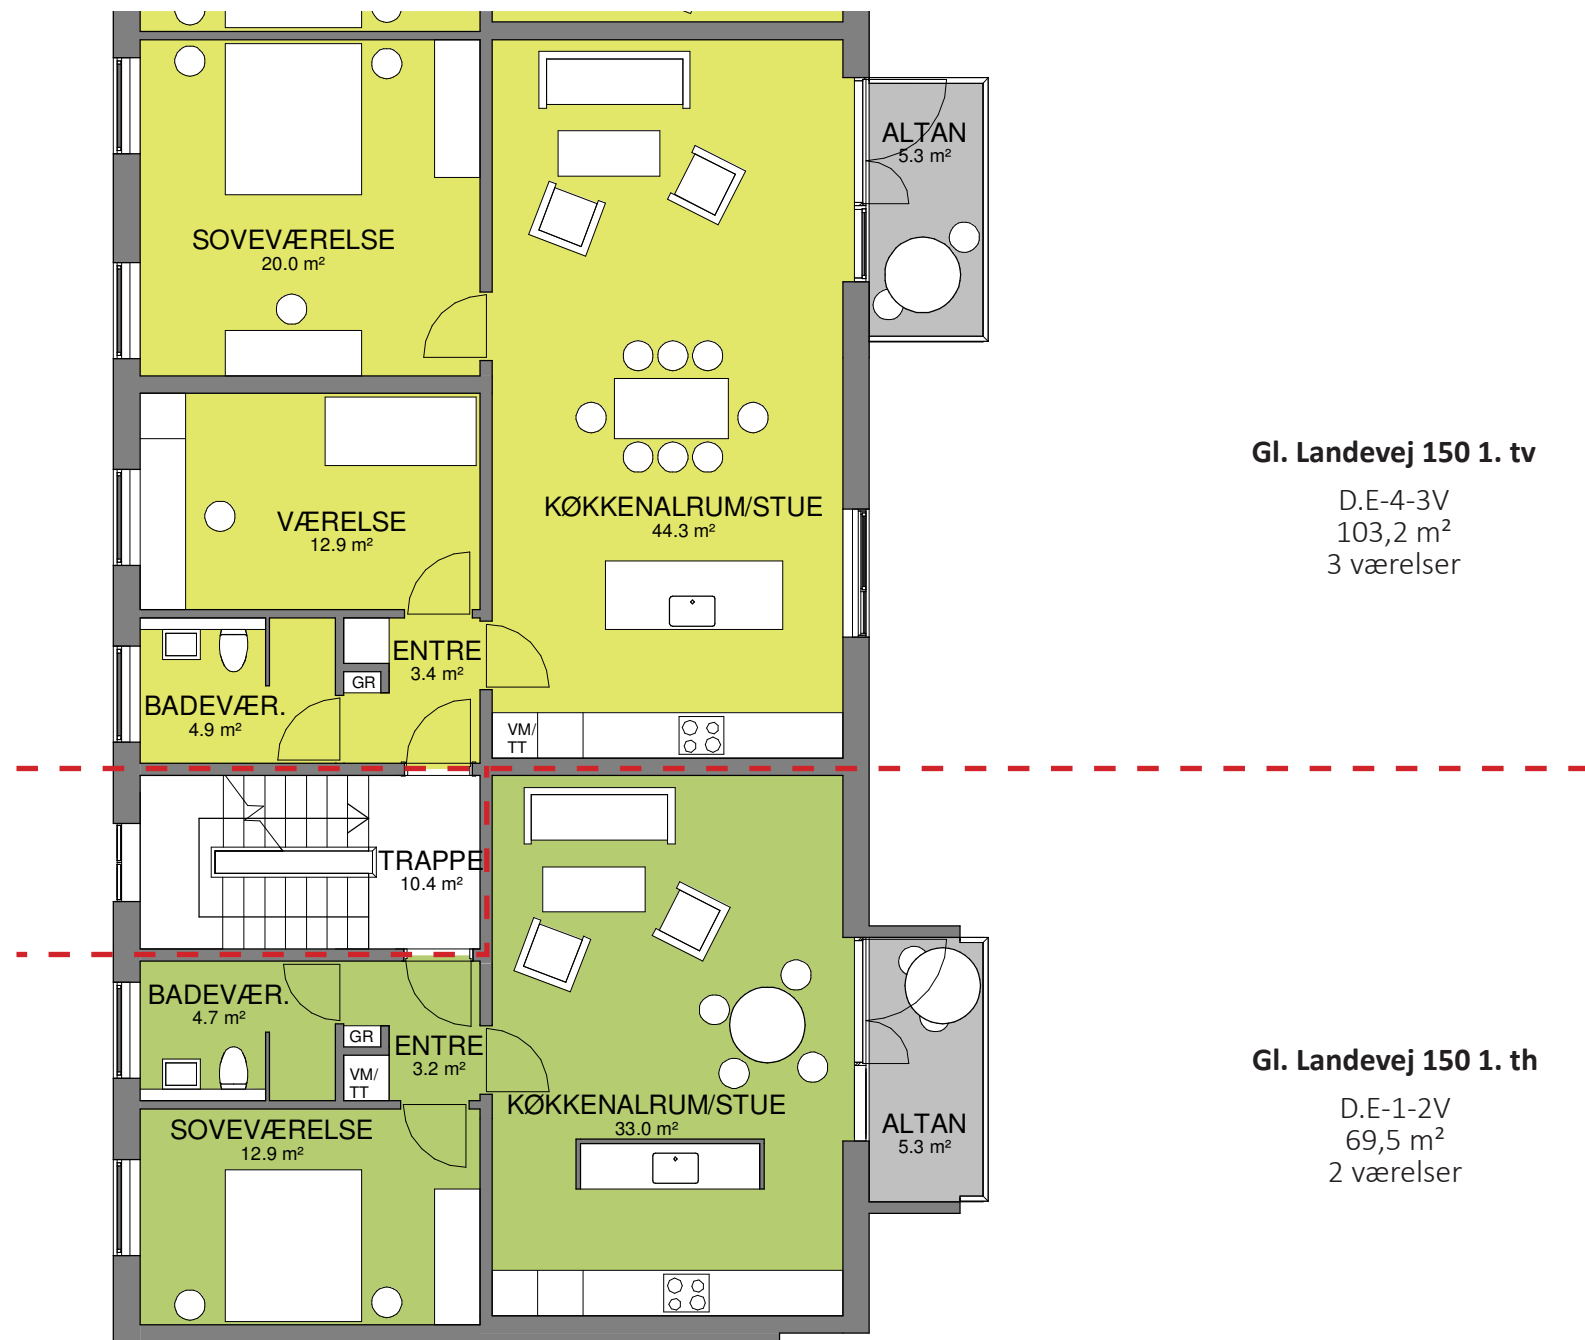 ALTAN
5.3 m²
SOVEVÆRELSE
20.0 m²
VÆRELSE
12.9 m²
KØKKENALRUM/STUE
44.3 m²
ENTRE
3.4 m²
GR
BADEVÆR.
4.9 m²
VM/
TT
Gl. Landevej 150 1. tv
D.E-4-3V
103,2 m²
3 værelser
TRAPPE
10.4 m²
BADEVÆR.
4.7 m²
GR
ENTRE
3.2 m²
VM/
TT
SOVEVÆRELSE
12.9 m²
KØKKENALRUM/STUE
33.0 m²
ALTAN
5.3 m²
Gl. Landevej 150 1. th
D.E-1-2V
69,5 m²
2 værelser